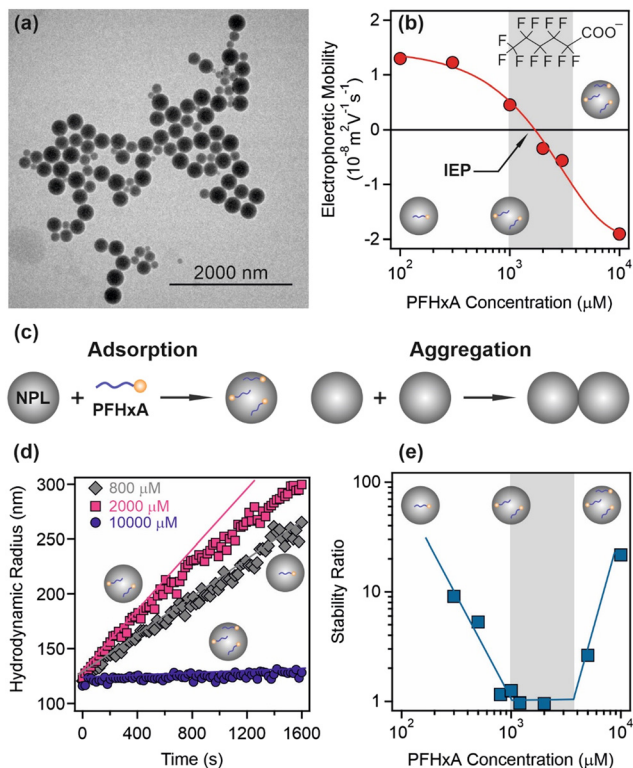 (a)
2000 nm
(b)
Electrophoretic Mobility
(10⁻⁸ m² V⁻¹ s⁻¹)
2
1
0
-1
-2
F F F F F COO⁻
F F F F F F
IEP
10² 10³ 10⁴
PFHxA Concentration (μM)
(c)
Adsorption
Aggregation
NPL + PFHxA
+
(d)
Hydrodynamic Radius (nm)
300
250
200
150
100
800 μM
2000 μM
10000 μM
0 400 800 1200 1600
Time (s)
(e)
Stability Ratio
100
10
1
10² 10³ 10⁴
PFHxA Concentration (μM)